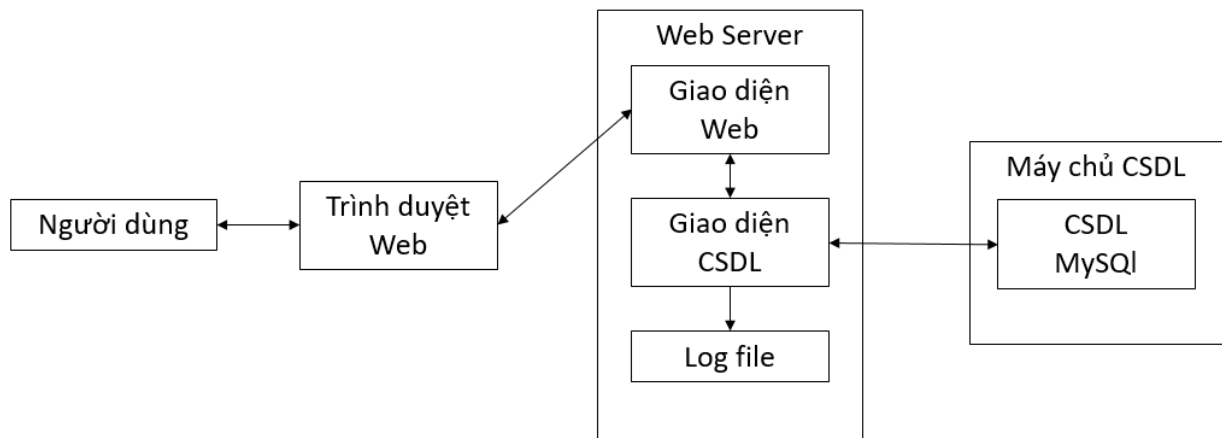 Người dùng
Trình duyệt
Web
Web Server
Giao diện
Web
Giao diện
CSDL
Log file
Máy chủ CSDL
CSDL
MySQl